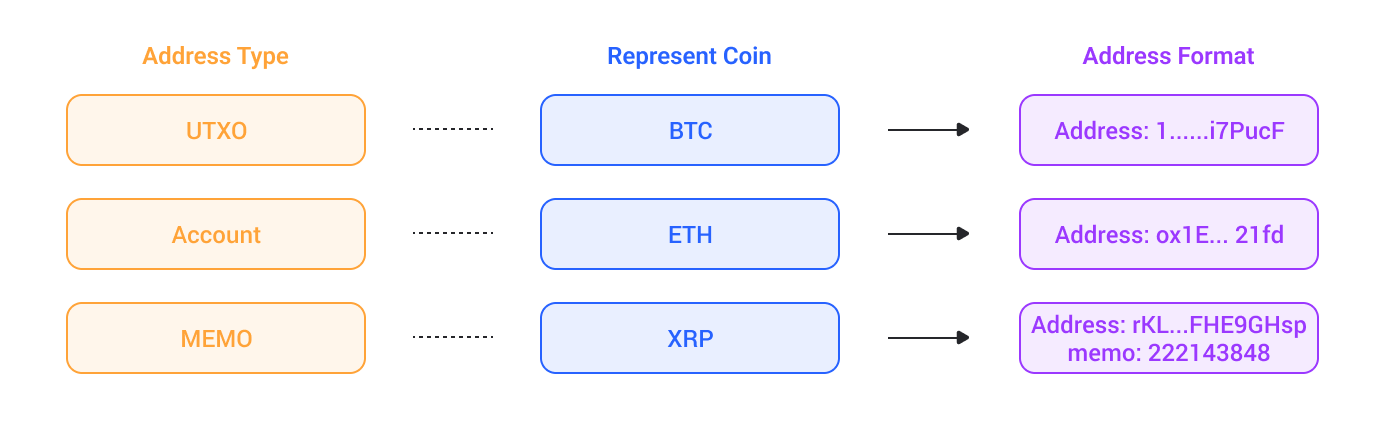 Address Type
Represent Coin
Address Format
UTXO
BTC
Address: 1......i7PucF
Account
ETH
Address: ox1E... 21fd
MEMO
XRP
Address: rKL...FHE9GHsp
memo: 222143848